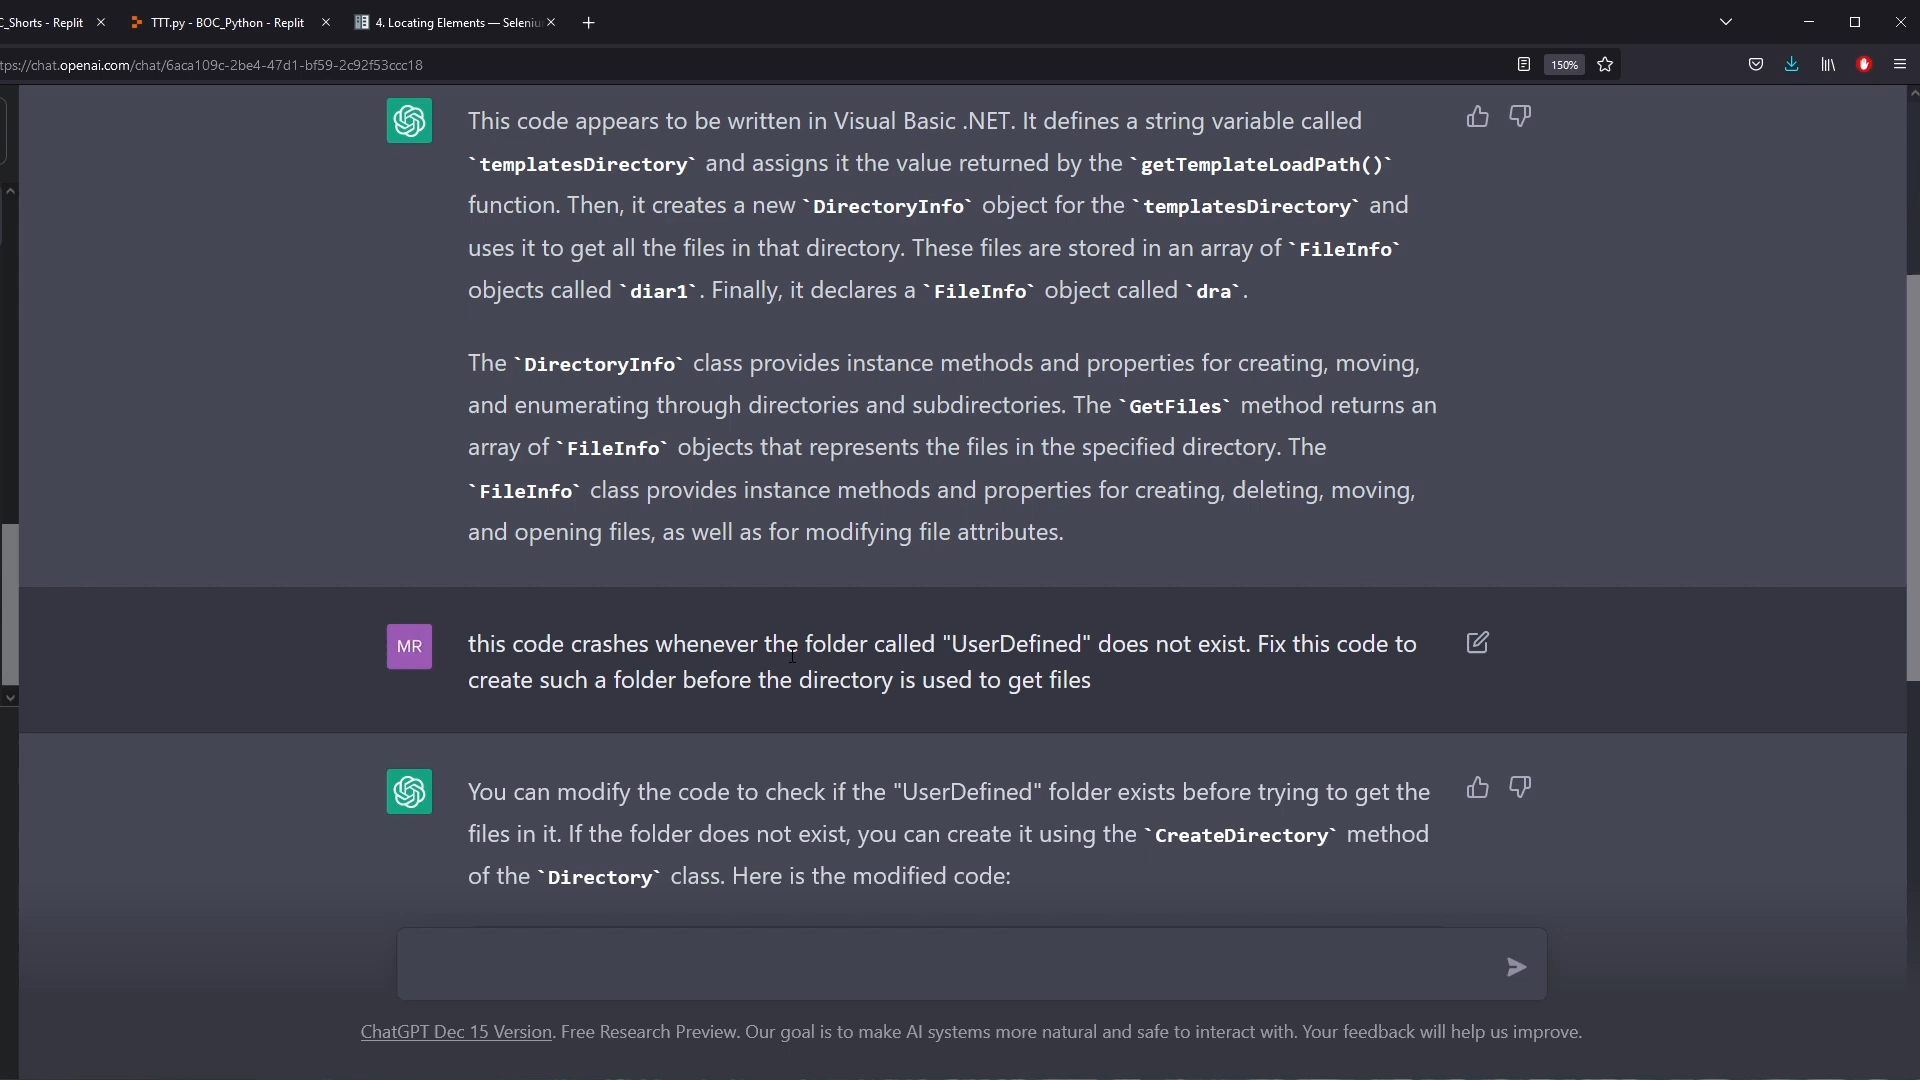 C_Shorts - Replit
TTT.py - BOC_Python - Replit
4. Locating Elements — Seleniu
tps://chat.openai.com/chat/6aca109c-2be4-47d1-bf59-2c92f53ccc18
150%
This code appears to be written in Visual Basic .NET. It defines a string variable called
`templatesDirectory` and assigns it the value returned by the `getTemplateLoadPath()`
function. Then, it creates a new `DirectoryInfo` object for the `templatesDirectory` and
uses it to get all the files in that directory. These files are stored in an array of `FileInfo`
objects called `diar1`. Finally, it declares a `FileInfo` object called `dra`.
The `DirectoryInfo` class provides instance methods and properties for creating, moving,
and enumerating through directories and subdirectories. The `GetFiles` method returns an
array of `FileInfo` objects that represents the files in the specified directory. The
`FileInfo` class provides instance methods and properties for creating, deleting, moving,
and opening files, as well as for modifying file attributes.
MR
this code crashes whenever the folder called "UserDefined" does not exist. Fix this code to
create such a folder before the directory is used to get files
You can modify the code to check if the "UserDefined" folder exists before trying to get the
files in it. If the folder does not exist, you can create it using the `CreateDirectory` method
of the `Directory` class. Here is the modified code:
ChatGPT Dec 15 Version. Free Research Preview. Our goal is to make AI systems more natural and safe to interact with. Your feedback will help us improve.